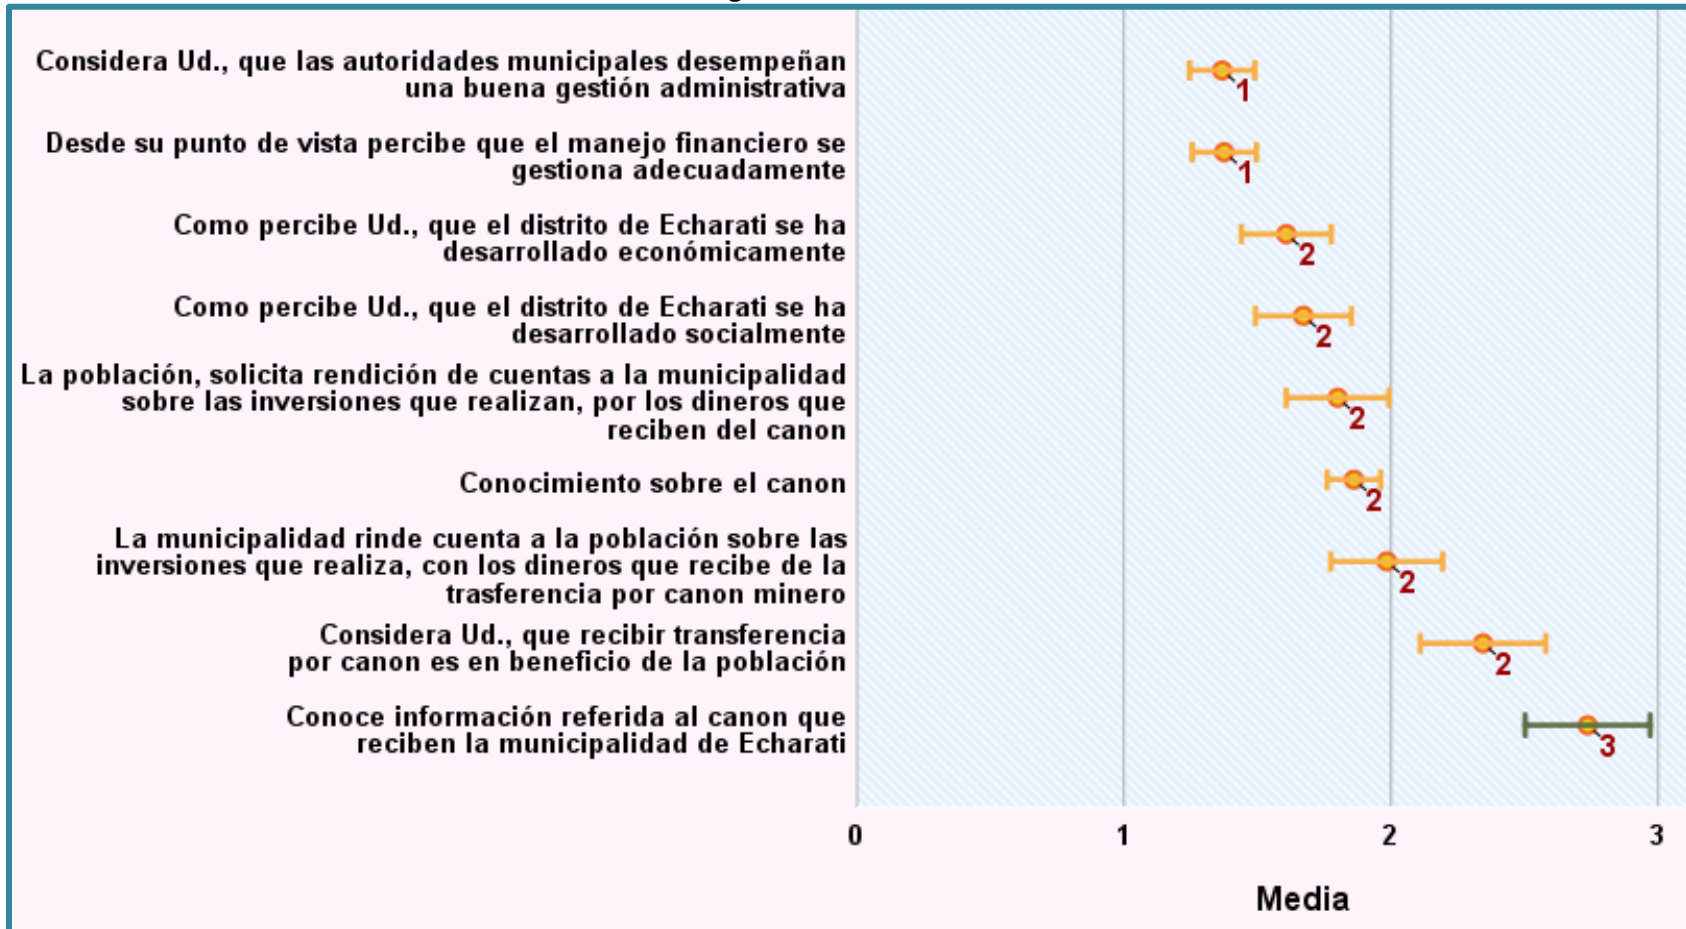 Considera Ud., que las autoridades municipales desempeñan
una buena gestión administrativa
1
Desde su punto de vista percibe que el manejo financiero se
gestiona adecuadamente
1
Como percibe Ud., que el distrito de Echarati se ha
desarrollado económicamente
2
Como percibe Ud., que el distrito de Echarati se ha
desarrollado socialmente
2
La población, solicita rendición de cuentas a la municipalidad
sobre las inversiones que realizan, por los dineros que
reciben del canon
2
Conocimiento sobre el canon
2
La municipalidad rinde cuenta a la población sobre las
inversiones que realiza, con los dineros que recibe de la
trasferencia por canon minero
2
Considera Ud., que recibir transferencia
por canon es en beneficio de la población
2
Conoce información referida al canon que
reciben la municipalidad de Echarati
3
0 1 2 3
Media